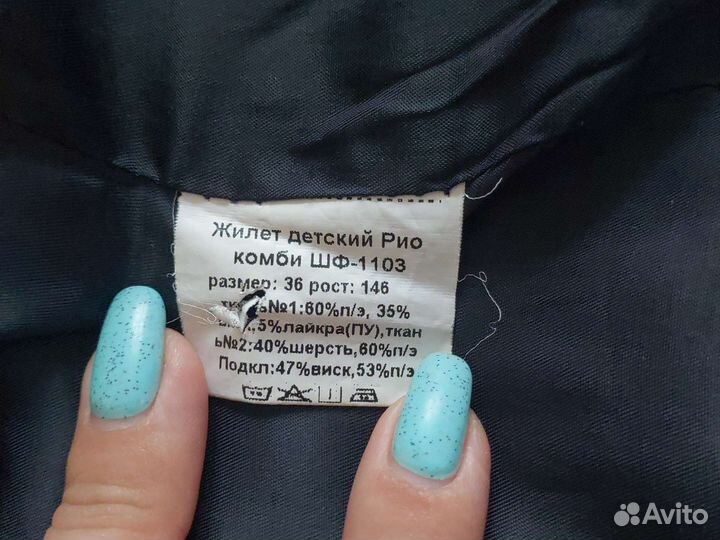 Жилет детский Рио
комби ШФ-1103
размер: 36 рост: 146
ь№1:60%п/э, 35%
,5%лайкра(ПУ),ткан
ь№2:40%шерсть,60%п/э
Подкл:47%виск,53%п/э
Avito